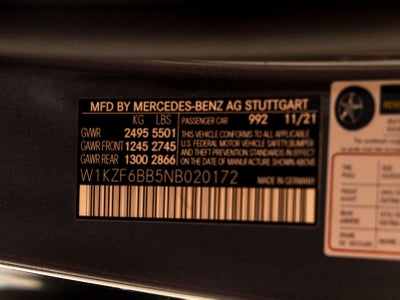 MFD BY MERCEDES-BENZ AG STUTTGART
KG LBS PASSENGER CAR 992 11/21
GVWR 2495 5501 THIS VEHICLE CONFORMS TO ALL APPLICABLE
GAWR FRONT 1245 2745 U.S. FEDERAL MOTOR VEHICLE SAFETY, BUMPER
AND THEFT PREVENTION STANDARDS IN EFFECT
GAWR REAR 1300 2866 ON THE DATE OF MANUFACTURE SHOWN ABOVE
W1KZF6BB5NB020172 MADE IN GERMANY